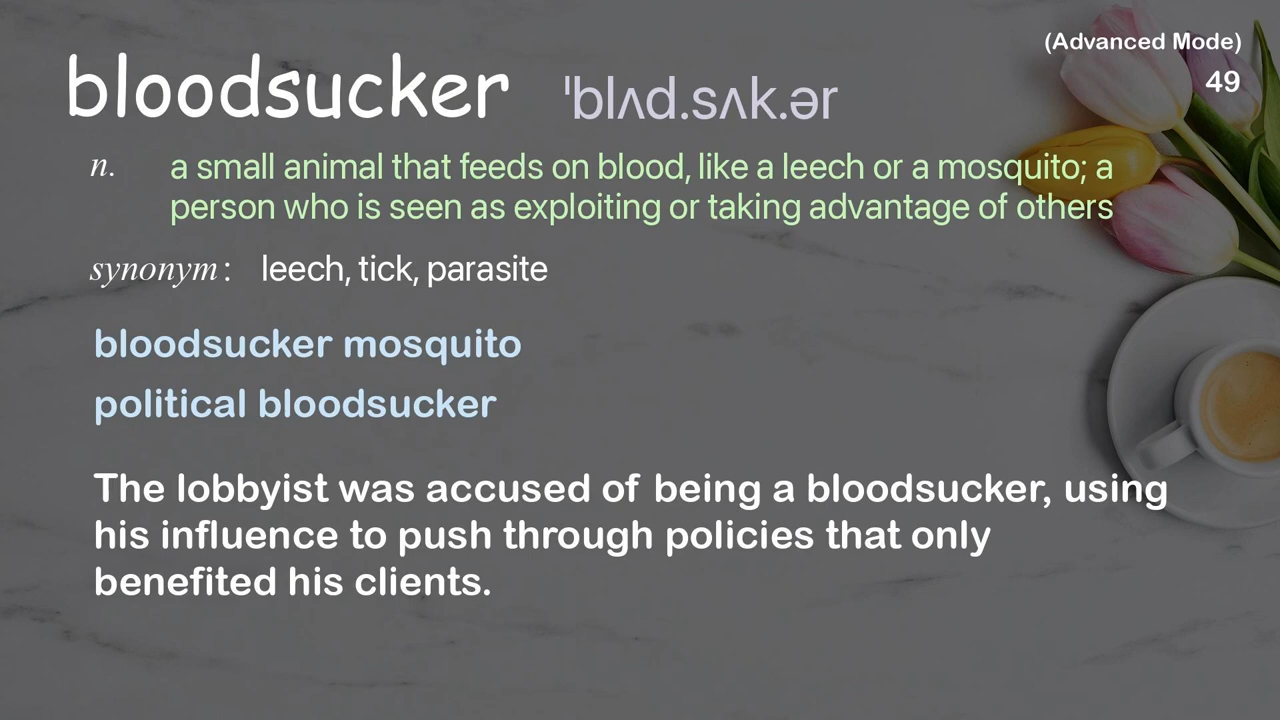 (Advanced Mode)
49
bloodsucker ˈblʌd.sʌk.ər
n. a small animal that feeds on blood, like a leech or a mosquito; a
person who is seen as exploiting or taking advantage of others
synonym: leech, tick, parasite
bloodsucker mosquito
political bloodsucker
The lobbyist was accused of being a bloodsucker, using
his influence to push through policies that only
benefited his clients.